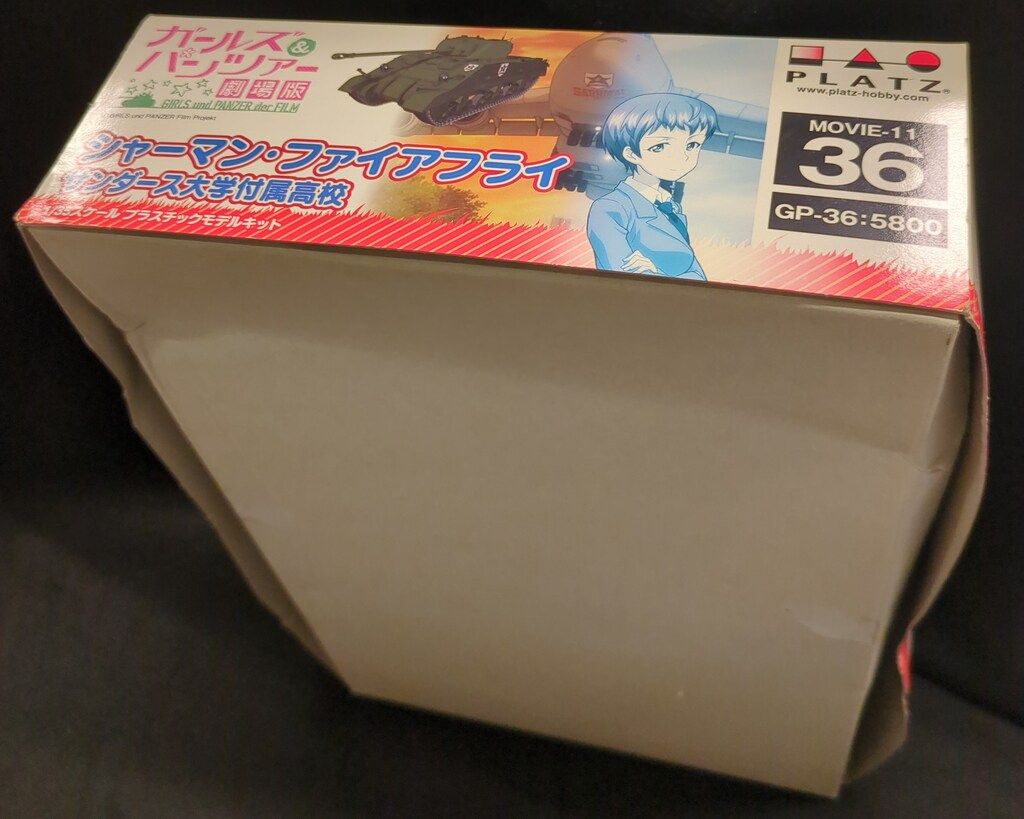 ガールズ&
パンツァー
劇場版
GIRLS und PANZER der FILM
©GIRLS und PANZER Film Projekt
シャーマン・ファイアフライ
サンダース大学付属高校
1/35スケール プラスチックモデルキット
PLATZ®
www.platz-hobby.com
MOVIE-11
36
GP-36:5800